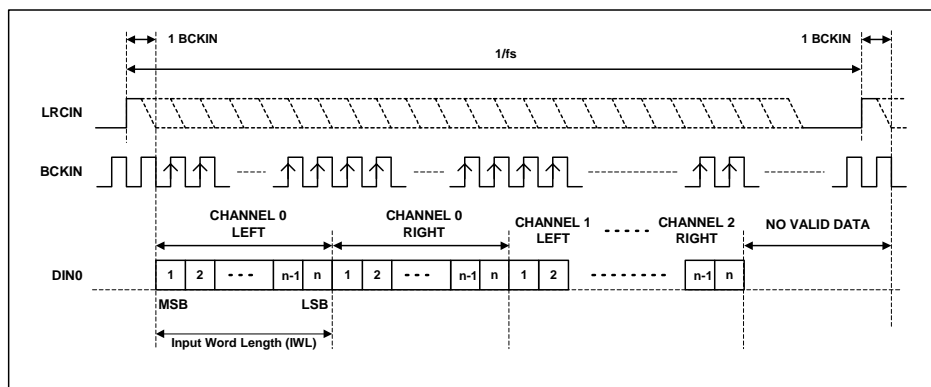 1 BCKIN
1 BCKIN
1/fs
LRCIN
BCKIN
CHANNEL 0 LEFT
CHANNEL 0 RIGHT
CHANNEL 1 LEFT
CHANNEL 2 RIGHT
NO VALID DATA
DIN0
1 2 n-1 n 1 2 n-1 n 1 2 n-1 n
MSB LSB
Input Word Length (IWL)